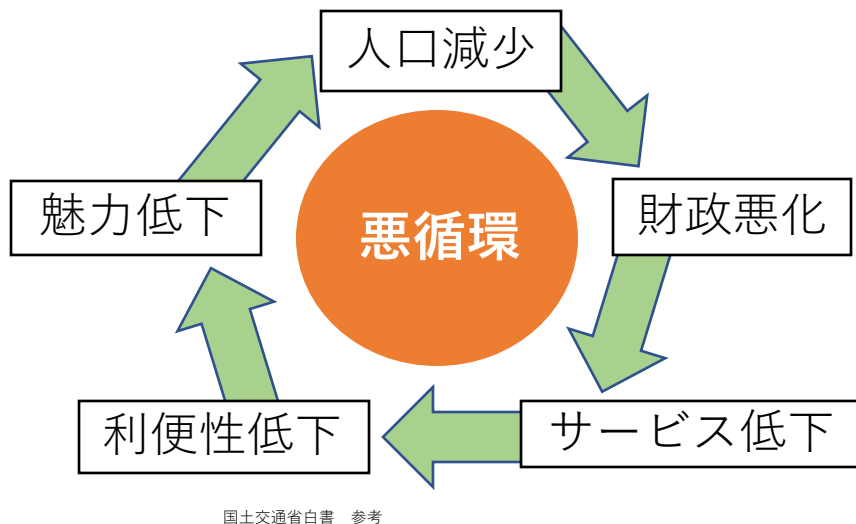 人口減少
財政悪化
サービス低下
利便性低下
魅力低下
悪循環
国土交通省白書　参考